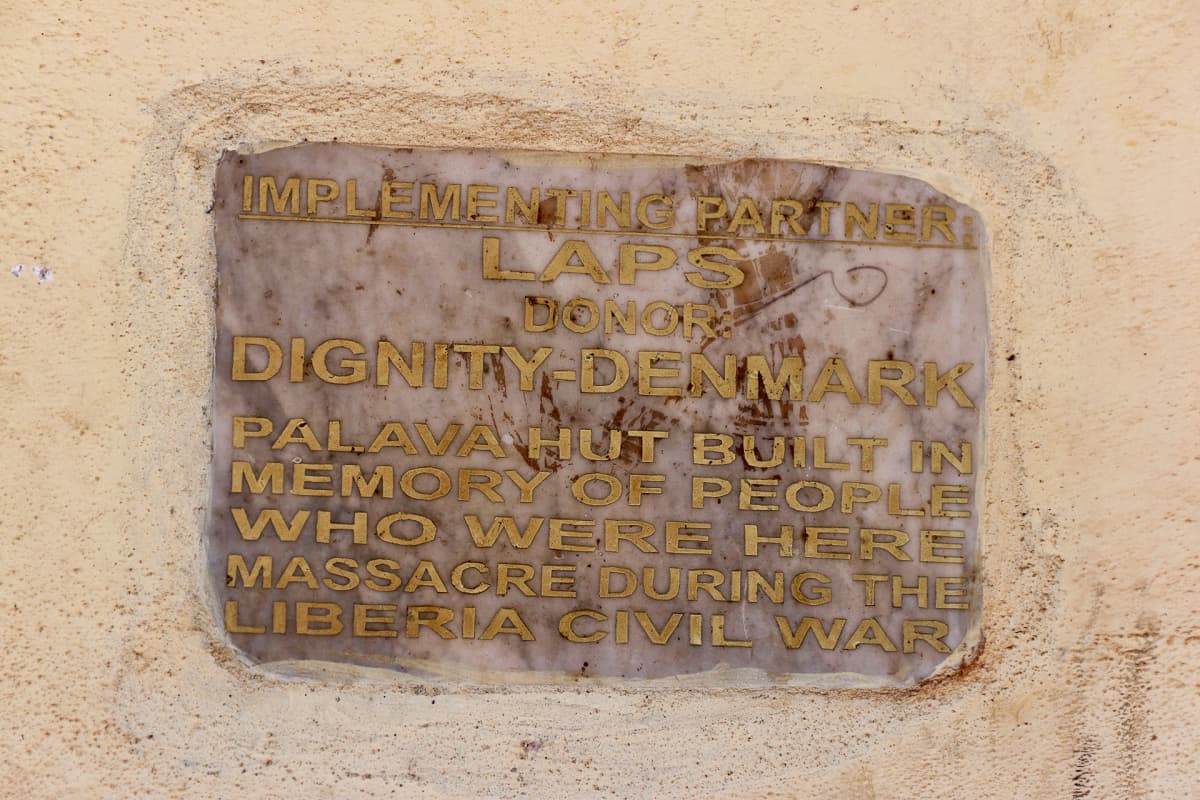 IMPLEMENTING PARTNER:
LAPS
DONOR:
DIGNITY-DENMARK
PALAVA HUT BUILT IN
MEMORY OF PEOPLE
WHO WERE HERE
MASSACRE DURING THE
LIBERIA CIVIL WAR